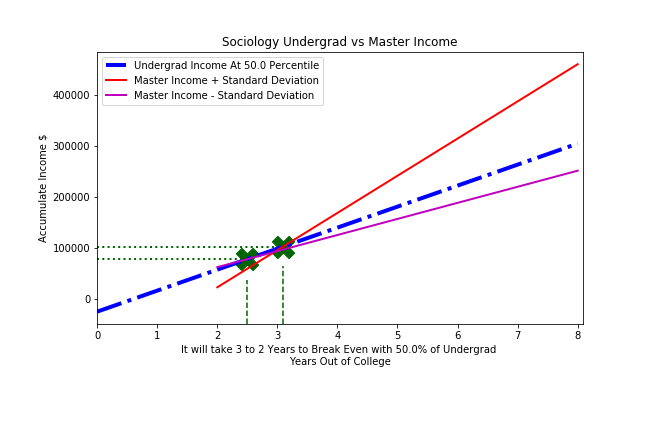 Sociology Undergrad vs Master Income
Undergrad Income At 50.0 Percentile
Master Income + Standard Deviation
Master Income - Standard Deviation
Accumulate Income $
400000
300000
200000
100000
0
0 1 2 3 4 5 6 7 8
It will take 3 to 2 Years to Break Even with 50.0% of Undergrad
Years Out of College